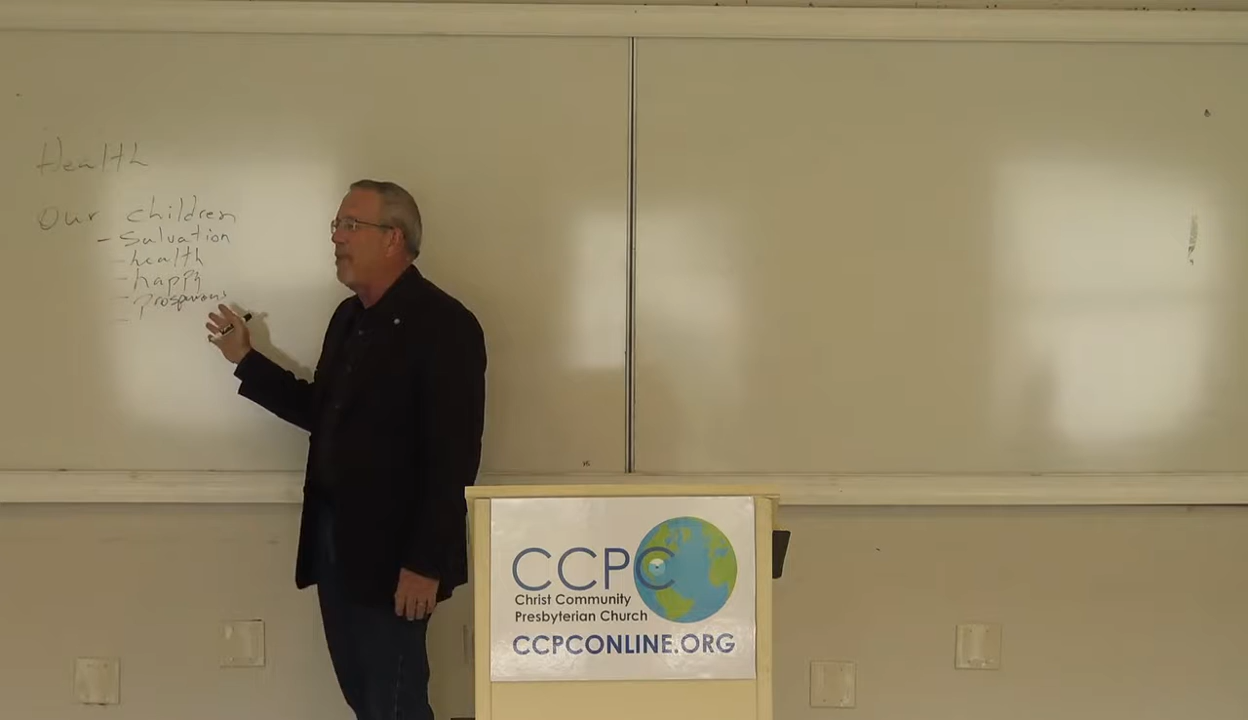 Health
Our children
- Salvation
- health
- happy
- prosperous
-
CCPC
Christ Community
Presbyterian Church
CCPCONLINE.ORG